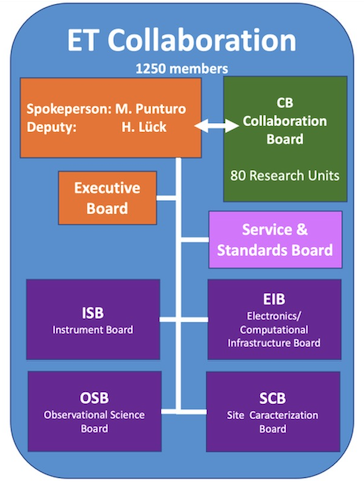 ET Collaboration
1250 members
Spokeperson: M. Punturo
Deputy: H. Lück
CB
Collaboration
Board
80 Research Units
Executive
Board
Service &
Standards Board
ISB
Instrument Board
EIB
Electronics/
Computational
Infrastructure Board
OSB
Observational Science
Board
SCB
Site Caracterization
Board